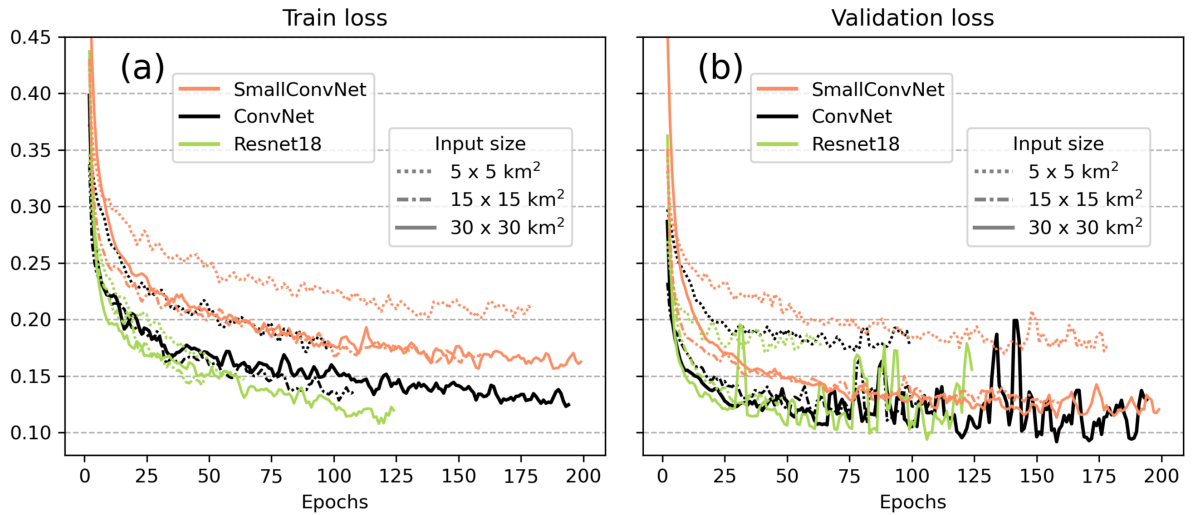 Train loss
(a)
SmallConvNet
ConvNet
Resnet18
Input size
5 x 5 km²
15 x 15 km²
30 x 30 km²
0.45
0.40
0.35
0.30
0.25
0.20
0.15
0.10
0 25 50 75 100 125 150 175 200
Epochs
Validation loss
(b)
SmallConvNet
ConvNet
Resnet18
Input size
5 x 5 km²
15 x 15 km²
30 x 30 km²
0 25 50 75 100 125 150 175 200
Epochs